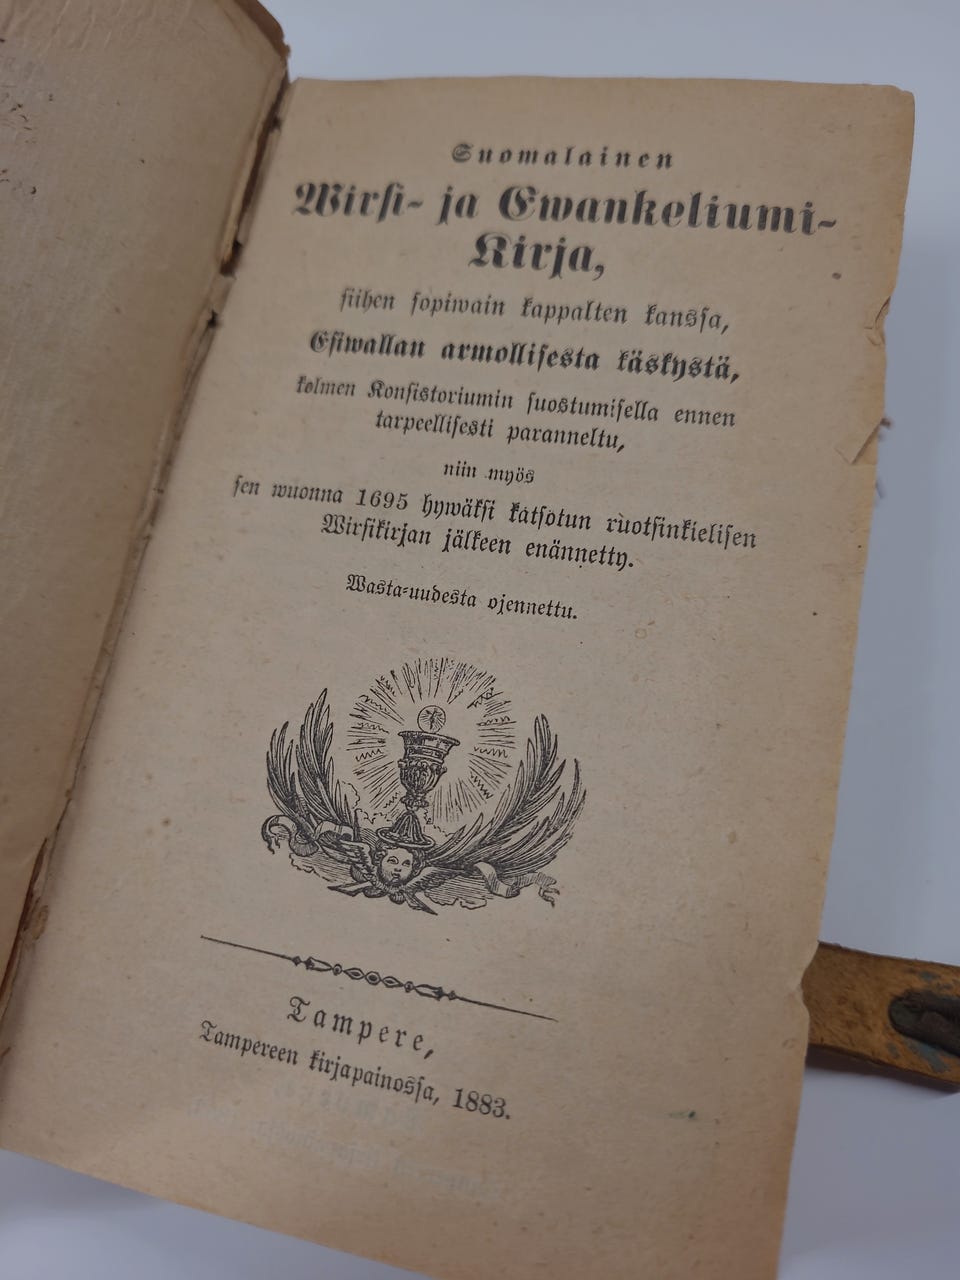 Suomalainen
Wirsi- ja Ewankeliumi-
Kirja,
siihen sopiwain kappalten kanssa,
Esiwallan armollisesta käskystä,
kolmen Konsistoriumin suostumisella ennen
tarpeellisesti paranneltu,
niin myös
sen wuonna 1695 hywäksi katsotun ruotsinkielisen
Wirsikirjan jälkeen enännetty.
Wasta-uudesta ojennettu.
Tampere,
Tampereen kirjapainossa, 1883.